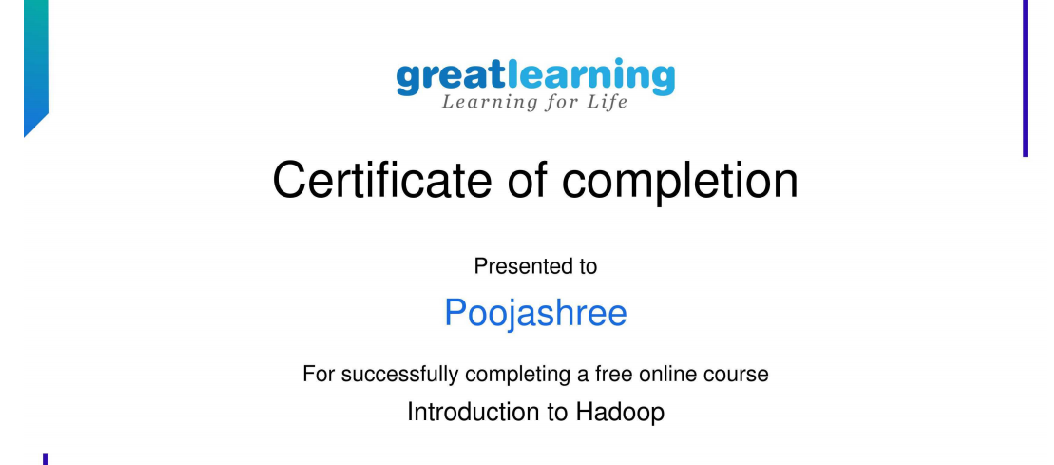 greatlearning
Learning for Life
Certificate of completion
Presented to
Poojashree
For successfully completing a free online course
Introduction to Hadoop